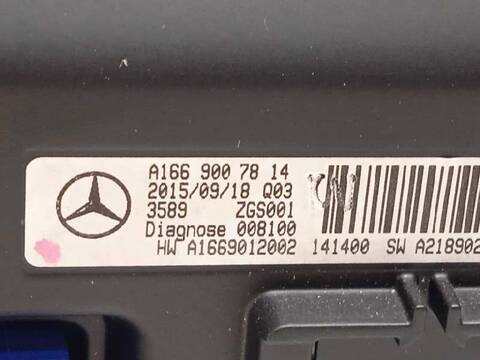 A166 900 78 14
2015/09/18 Q03
3589 ZGS001
Diagnose 008100
HW A1669012002 141400 SW A218902